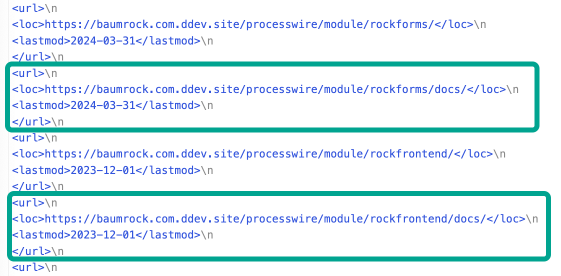 <url>\n
<loc>https://baumrock.com.ddev.site/processwire/module/rockforms/</loc>\n
<lastmod>2024-03-31</lastmod>\n
</url>\n
<url>\n
<loc>https://baumrock.com.ddev.site/processwire/module/rockforms/docs/</loc>\n
<lastmod>2024-03-31</lastmod>\n
</url>\n
<url>\n
<loc>https://baumrock.com.ddev.site/processwire/module/rockfrontend/</loc>\n
<lastmod>2023-12-01</lastmod>\n
</url>\n
<url>\n
<loc>https://baumrock.com.ddev.site/processwire/module/rockfrontend/docs/</loc>\n
<lastmod>2023-12-01</lastmod>\n
</url>\n
<url>\n